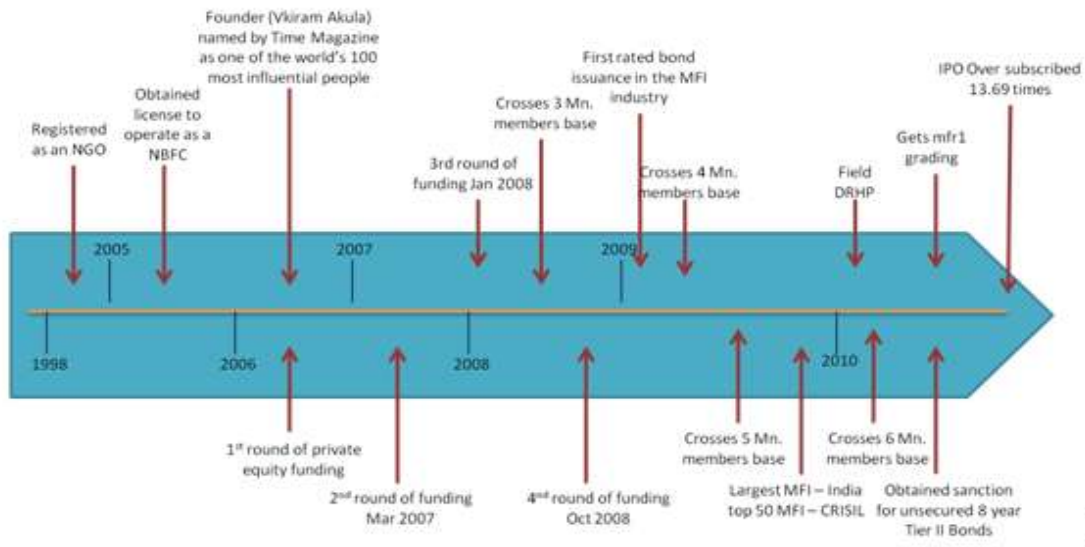 Registered
as an NGO
Obtained
license to
operate as a
NBFC
Founder (Vkiram Akula)
named by Time Magazine
as one of the world's 100
most influential people
3rd round of
funding Jan 2008
Crosses 3 Mn.
members base
First rated bond
issuance in the MFI
industry
Crosses 4 Mn.
members base
Field
DRHP
Gets mfr1
grading
IPO Over subscribed
13.69 times
2005
2007
2009
1998
2006
2008
2010
1st round of private
equity funding
2nd round of funding
Mar 2007
4nd round of funding
Oct 2008
Crosses 5 Mn.
members base
Largest MFI – India
top 50 MFI – CRISIL
Crosses 6 Mn.
members base
Obtained sanction
for unsecured 8 year
Tier II Bonds